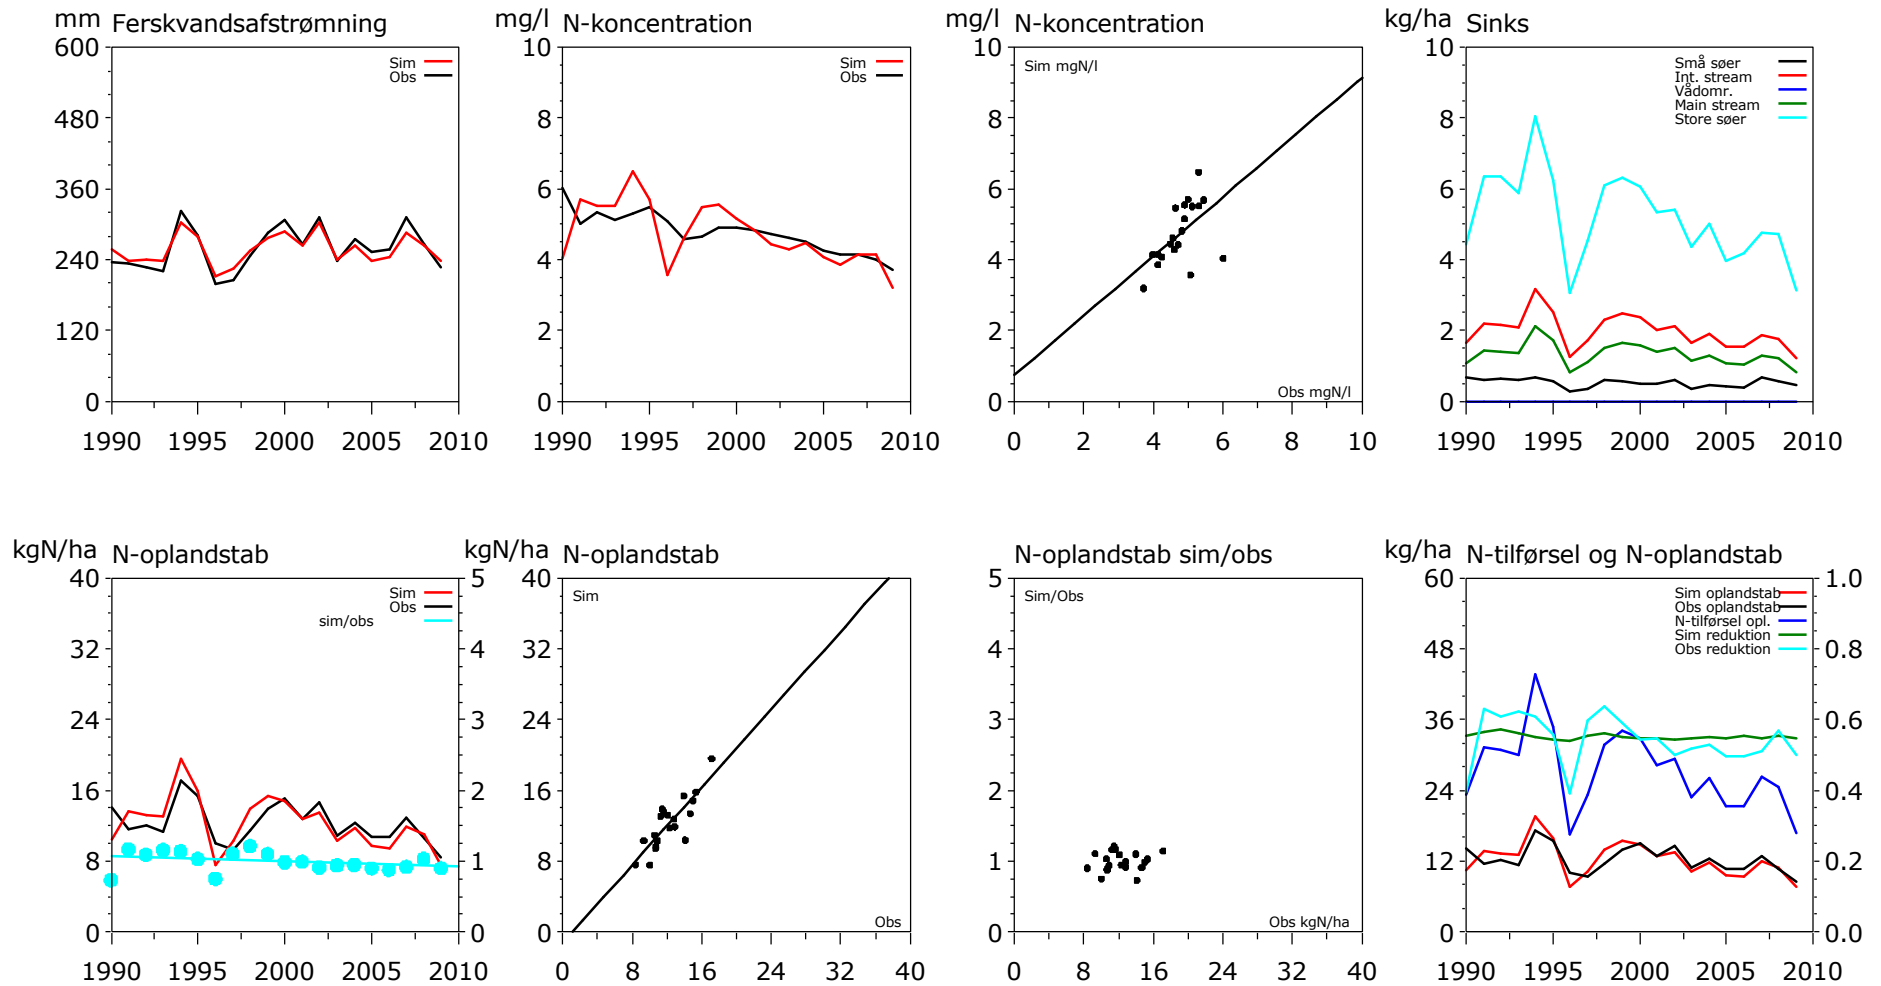 mm Ferskvandsafstrømning
600
480
360
240
120
0
1990 1995 2000 2005 2010
Sim
Obs
mg/l N-koncentration
10
8
6
4
2
0
1990 1995 2000 2005 2010
Sim
Obs
mg/l N-koncentration
10
8
6
4
2
0
0 2 4 6 8 10
Sim mgN/l
Obs mgN/l
kg/ha Sinks
10
8
6
4
2
0
1990 1995 2000 2005 2010
Små søer
Int. stream
Vådomr.
Main stream
Store søer
kgN/ha N-oplandstab
40
32
24
16
8
0
1990 1995 2000 2005 2010
Sim
Obs
sim/obs
5
4
3
2
1
0
kgN/ha N-oplandstab
40
32
24
16
8
0
0 8 16 24 32 40
Sim
Obs
N-oplandstab sim/obs
5
4
3
2
1
0
0 8 16 24 32 40
Sim/Obs
Obs kgN/ha
kg/ha N-tilførsel og N-oplandstab
60
48
36
24
12
0
1990 1995 2000 2005 2010
Sim oplandstab
Obs oplandstab
N-tilførsel opl.
Sim reduktion
Obs reduktion
1.0
0.8
0.6
0.4
0.2
0.0